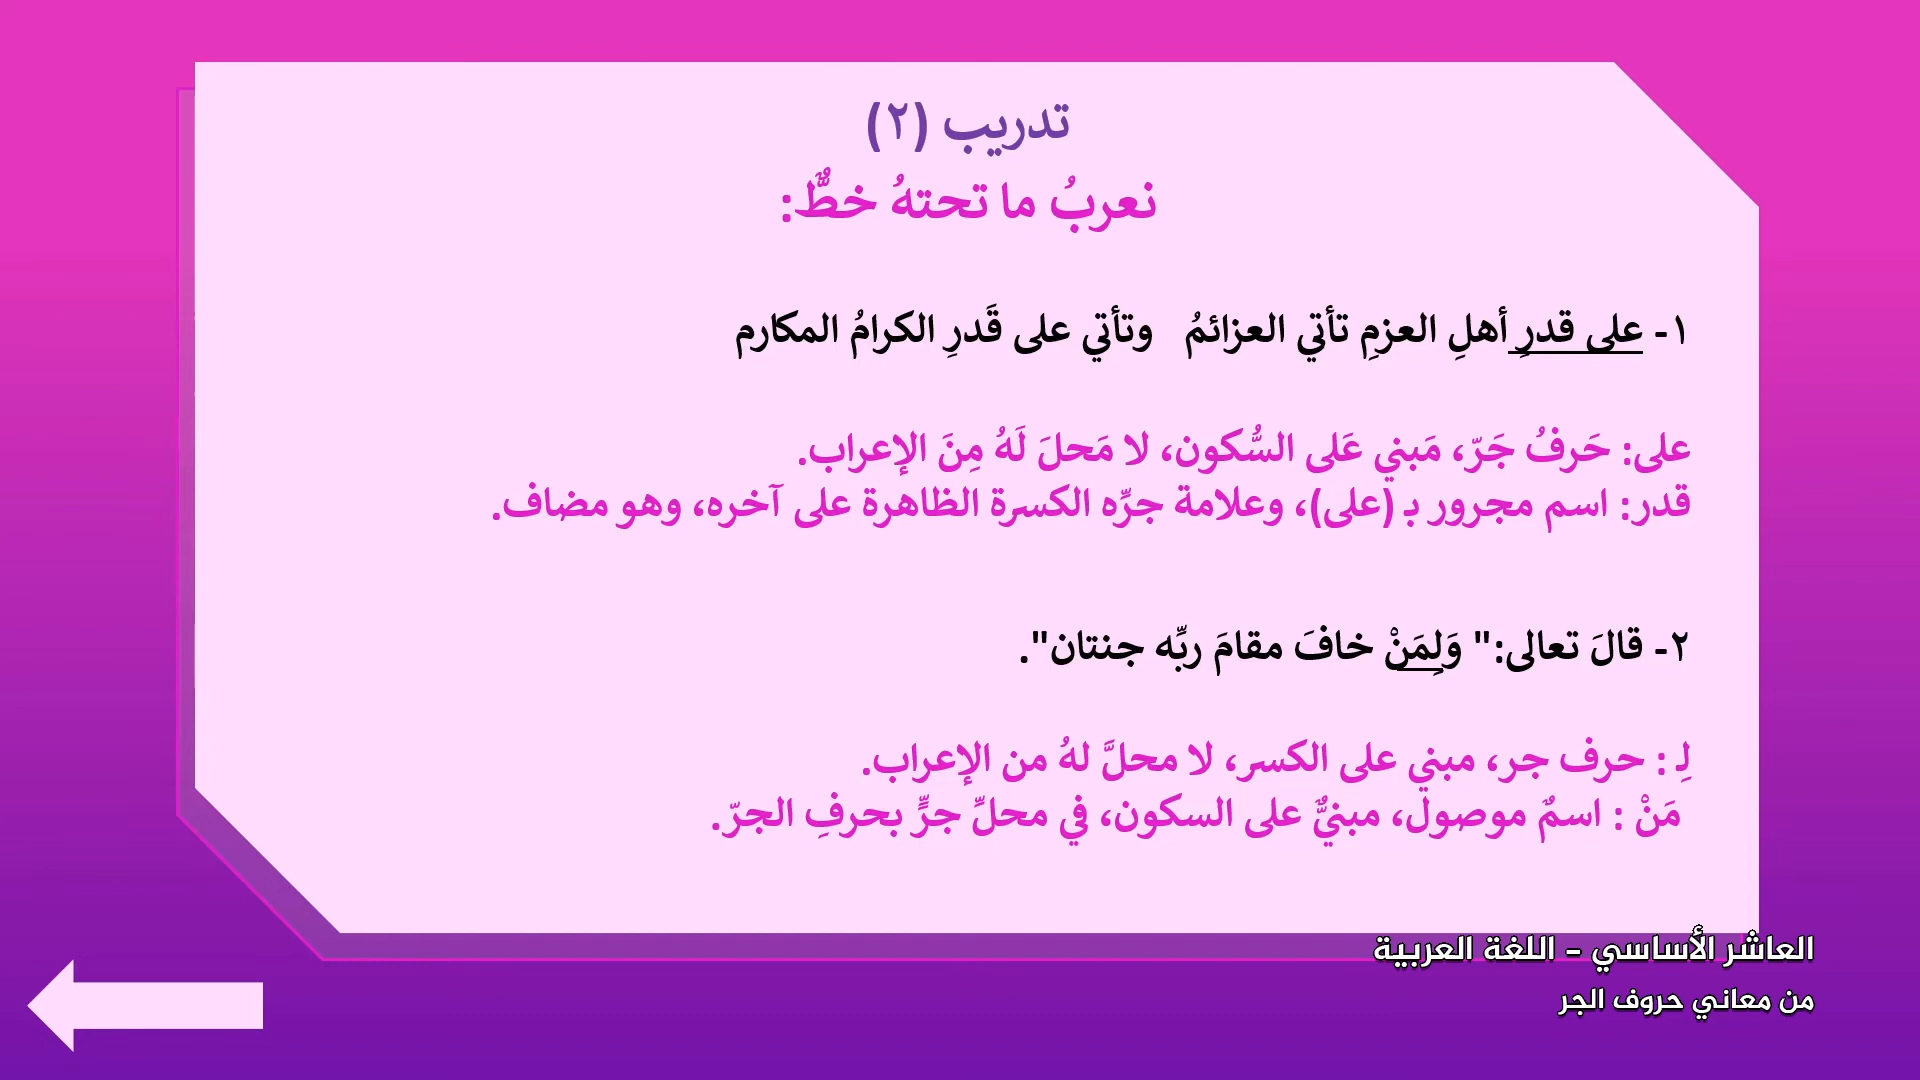 تدريب (٢)
نعربُ ما تحتهُ خطٌّ:
١- على قدرِ أهلِ العزمِ تأتي العزائمُ وتأتي على قَدرِ الكرامُ المكارم
على: حَرفُ جَرّ، مَبني عَلى السُّكون، لا مَحلَ لَهُ مِنَ الإعراب.
قدر: اسم مجرور بـ (على)، وعلامة جرِّه الكسرة الظاهرة على آخره، وهو مضاف.
٢- قالَ تعالى:" وَلِمَنْ خافَ مقامَ ربِّه جنتان".
لِـ : حرف جر، مبني على الكسر، لا محلَّ لهُ من الإعراب.
مَنْ : اسمٌ موصول، مبنيٌّ على السكون، في محلِّ جرٍّ بحرفِ الجرّ.
العاشر الأساسي – اللغة العربية
من معاني حروف الجر